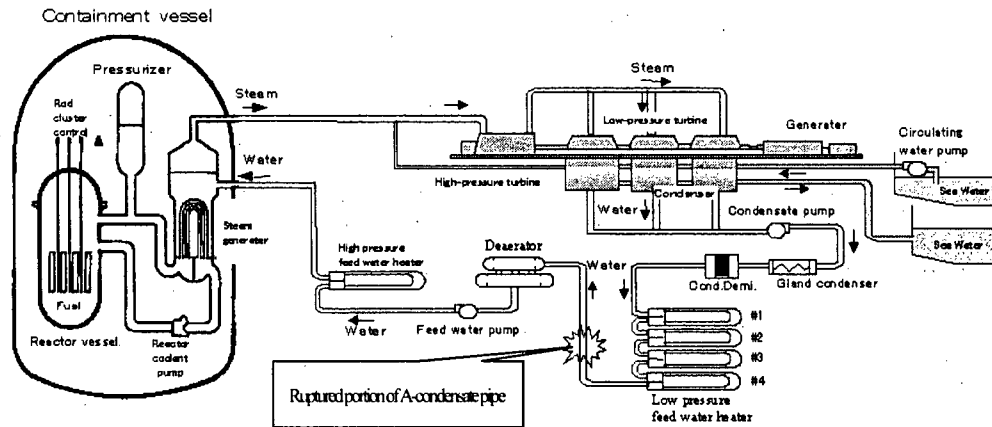 Containment vessel
Pressurizer
Rad
cluster
control
Steam
Water
Steam
generator
Fuel
Reactor vessel.
Reactor
coolant
pump
Steam
Low-pressure turbine
Generater
Circulating
water pump
High-pressure turbine
Condenser
Sea Water
Water
Condensate pump
Sea Water
High pressure
feed water heater
Deaerator
Water
Cond.Demi.
Gland condenser
Water
Feed water pump
#1
#2
#3
#4
Ruptured portion of A-condensate pipe
Low pressure
feed water heater